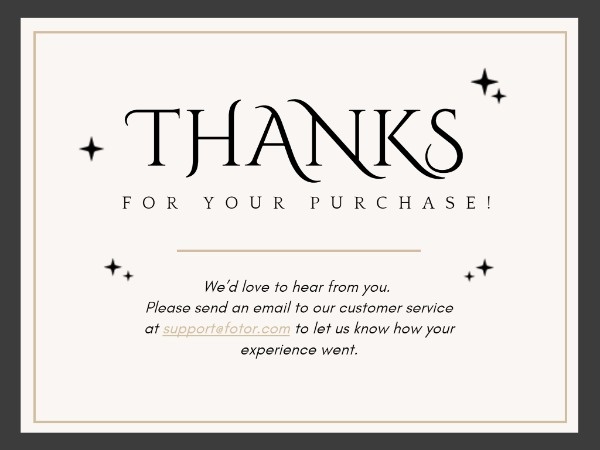 THANKS
FOR YOUR PURCHASE!
We'd love to hear from you.
Please send an email to our customer service
at support@fotor.com to let us know how your
experience went.